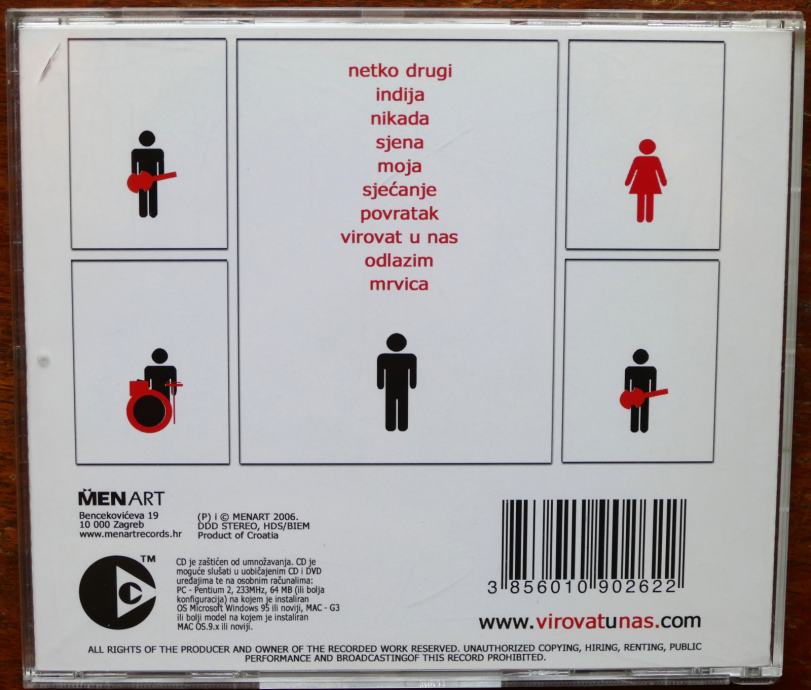 netko drugi
indija
nikada
sjena
moja
sjećanje
povratak
virovat u nas
odlazim
mrvica
MENART
Bencekovićeva 19
10 000 Zagreb
www.menartrecords.hr
(P) i © MENART 2006.
DDD STEREO, HDS/BIEM
Product of Croatia
TM
CD je zaštićen od umnožavanja. CD je
moguće slušati u uobičajenim CD i DVD
uređajima te na osobnim računalima:
PC - Pentium 2, 233MHz, 64 MB (ili bolja
konfiguracija) na kojem je instaliran
OS Microsoft Windows 95 ili noviji, MAC - G3
ili bolji model na kojem je instaliran
MAC OS.9.x ili noviji.
3 856010 902622
www.virovatunas.com
ALL RIGHTS OF THE PRODUCER AND OWNER OF THE RECORDED WORK RESERVED. UNAUTHORIZED COPYING, HIRING, RENTING, PUBLIC
PERFORMANCE AND BROADCASTINGOF THIS RECORD PROHIBITED.